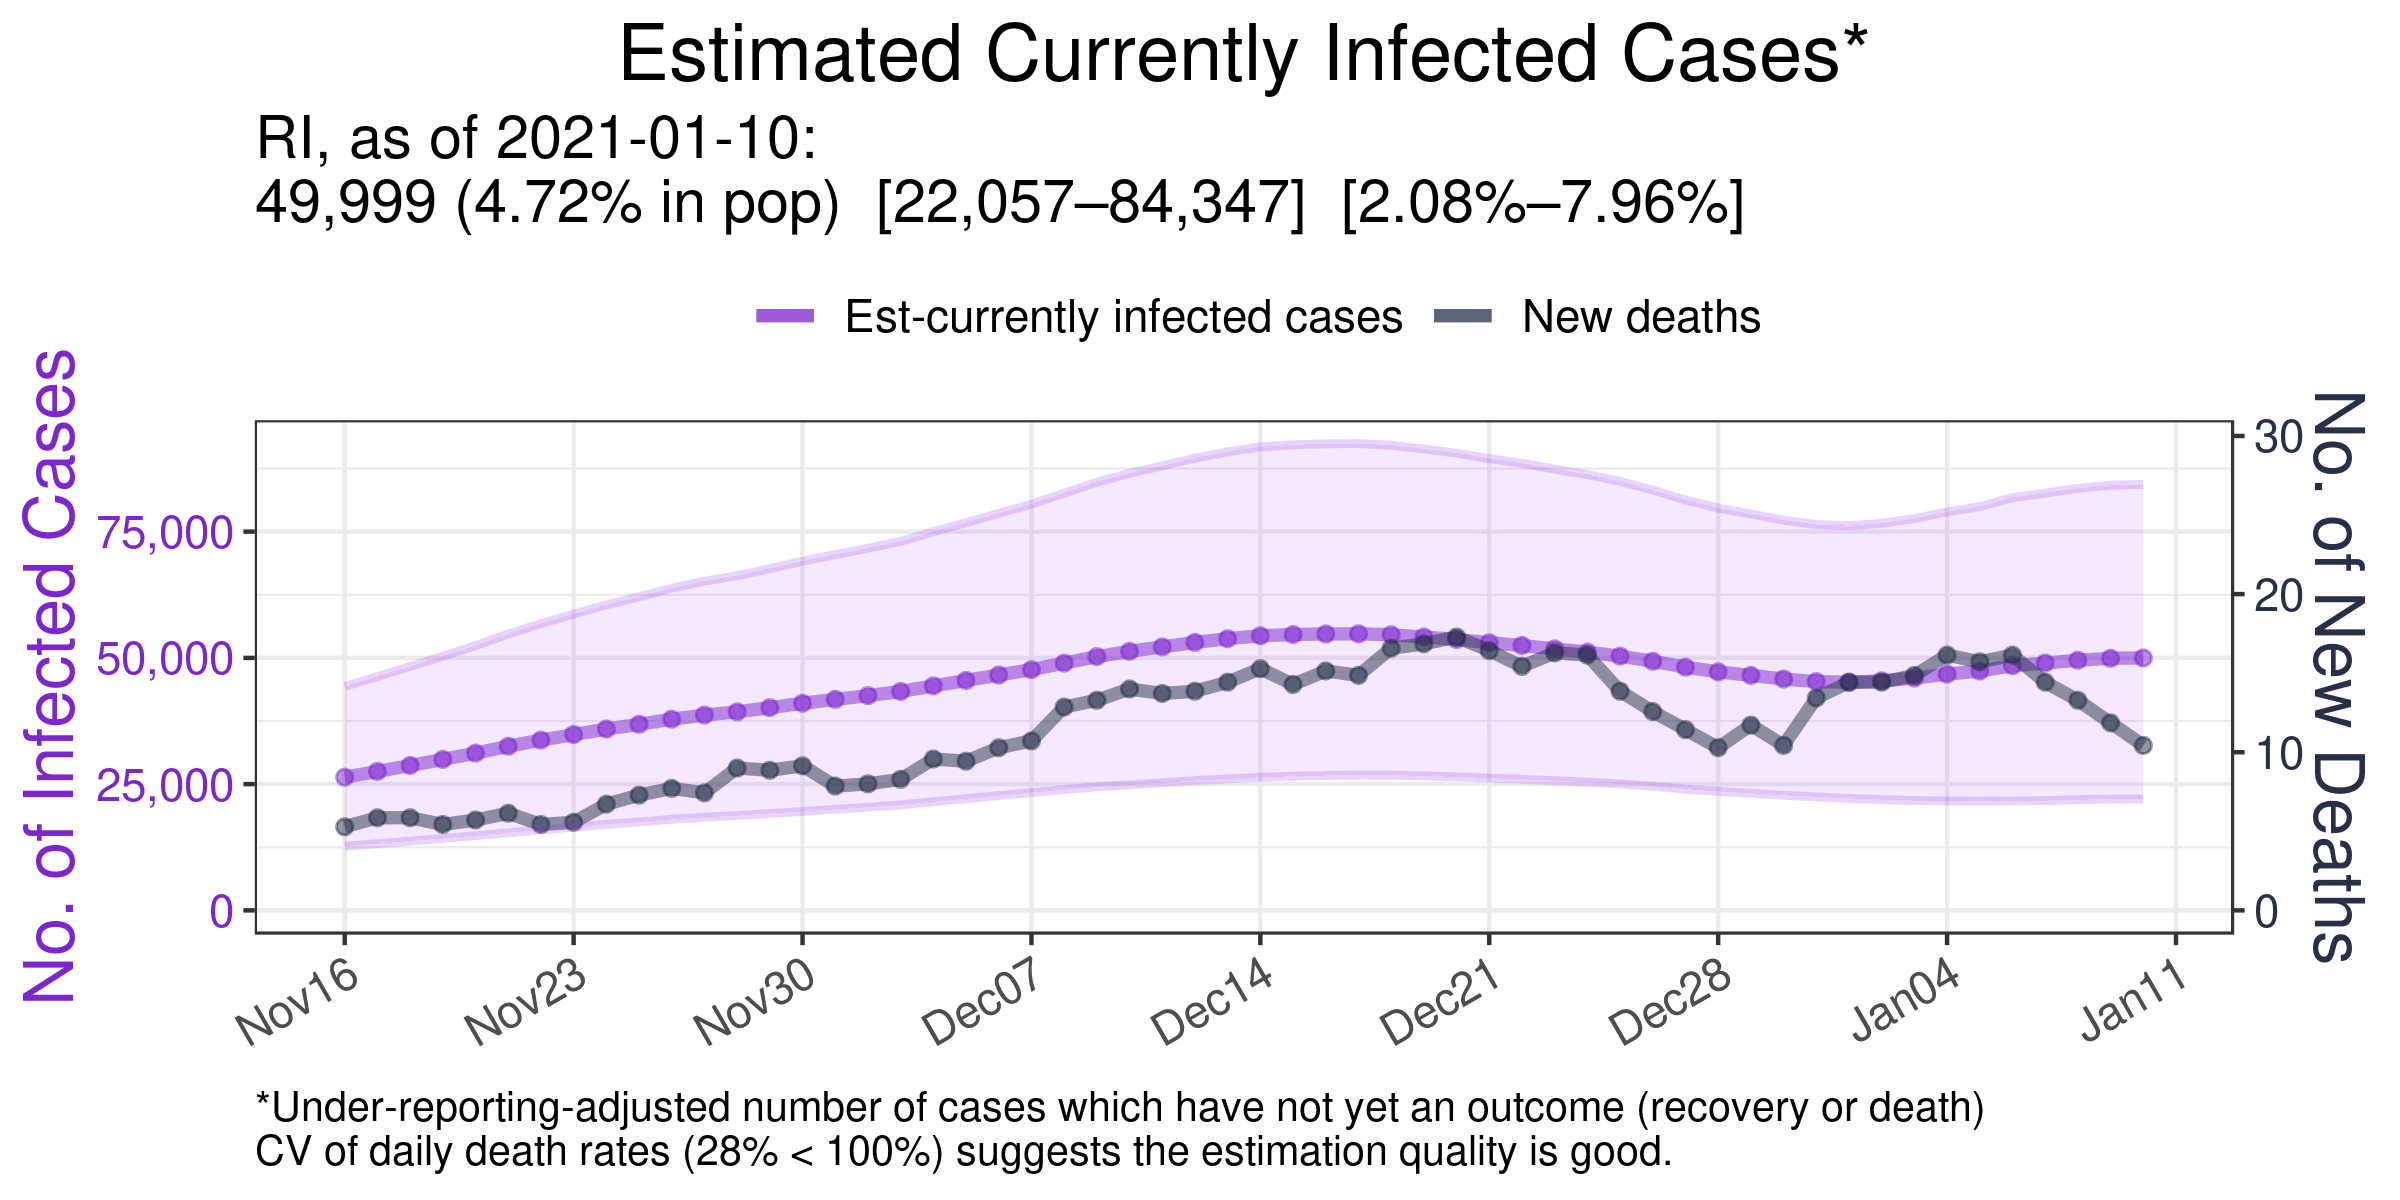 Estimated Currently Infected Cases*
RI, as of 2021-01-10:
49,999 (4.72% in pop)  [22,057–84,347]  [2.08%–7.96%]
Est-currently infected cases
New deaths
No. of Infected Cases
75,000
50,000
25,000
0
30
20
10
0
No. of New Deaths
Nov16
Nov23
Nov30
Dec07
Dec14
Dec21
Dec28
Jan04
Jan11
*Under-reporting-adjusted number of cases which have not yet an outcome (recovery or death)
CV of daily death rates (28% < 100%) suggests the estimation quality is good.